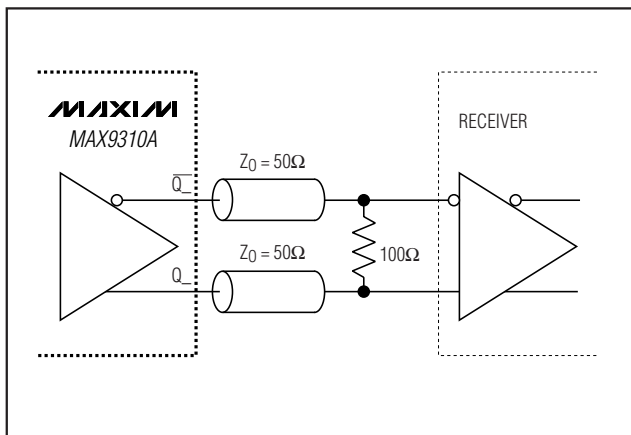 MAXIM
MAX9310A
RECEIVER
Z₀ = 50Ω
Q̅_̅
Z₀ = 50Ω
100Ω
Q_